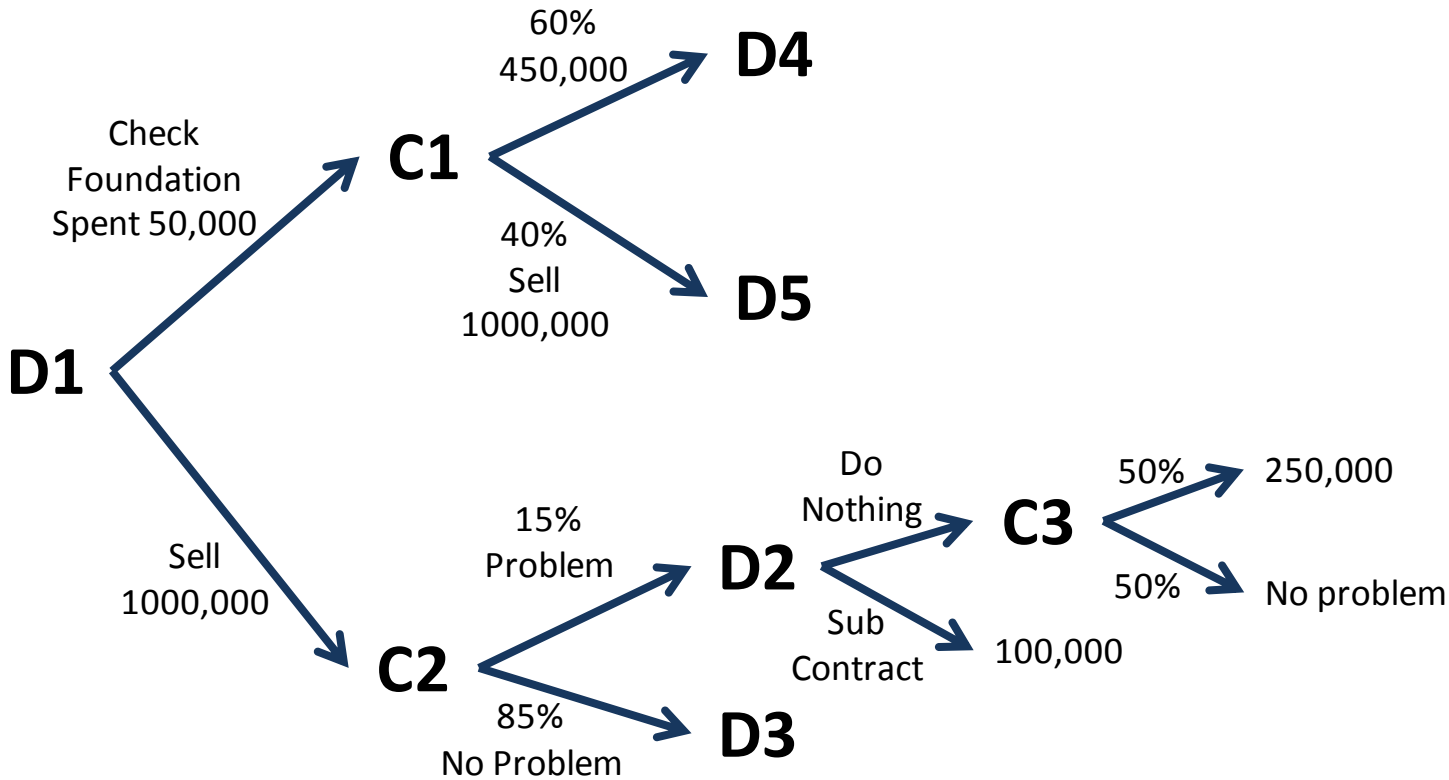 60%
450,000
D4
Check
Foundation
Spent 50,000
C1
40%
Sell
1000,000
D5
D1
Sell
1000,000
C2
15%
Problem
D2
85%
No Problem
D3
Do
Nothing
C3
Sub
Contract
100,000
50%
250,000
50%
No problem